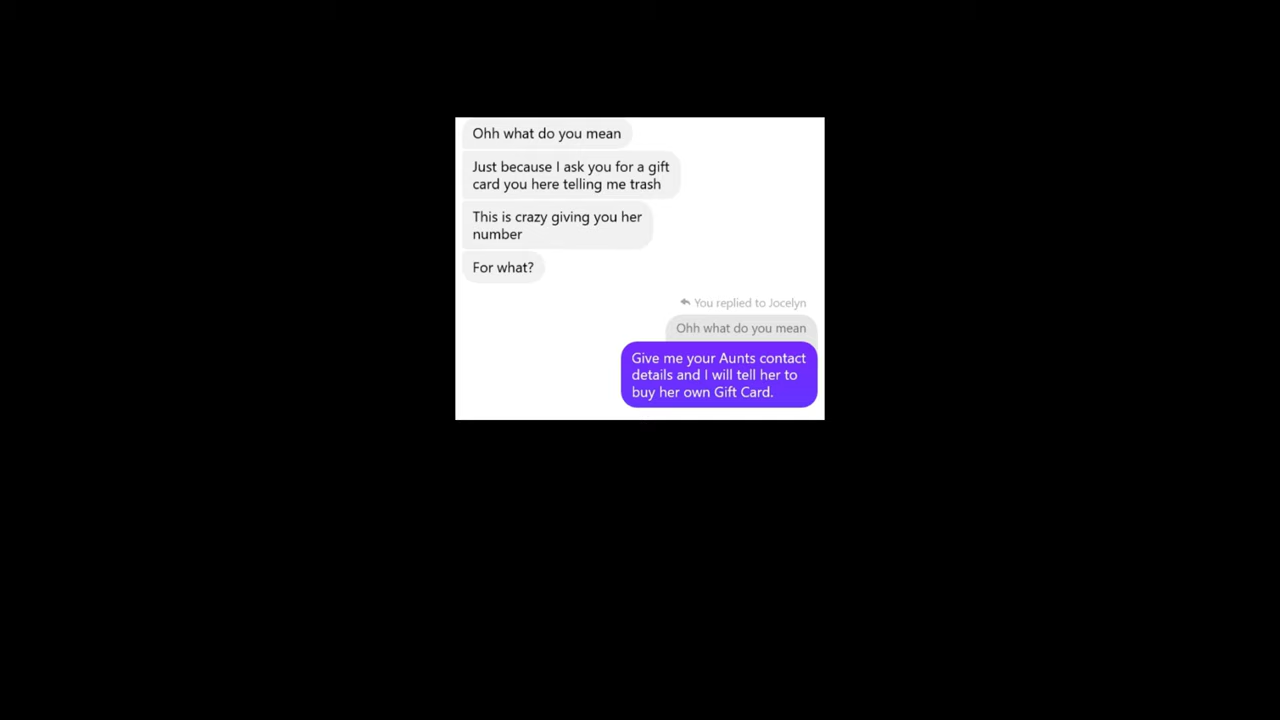 Ohh what do you mean
Just because I ask you for a gift
card you here telling me trash
This is crazy giving you her
number
For what?
You replied to Jocelyn
Ohh what do you mean
Give me your Aunts contact
details and I will tell her to
buy her own Gift Card.